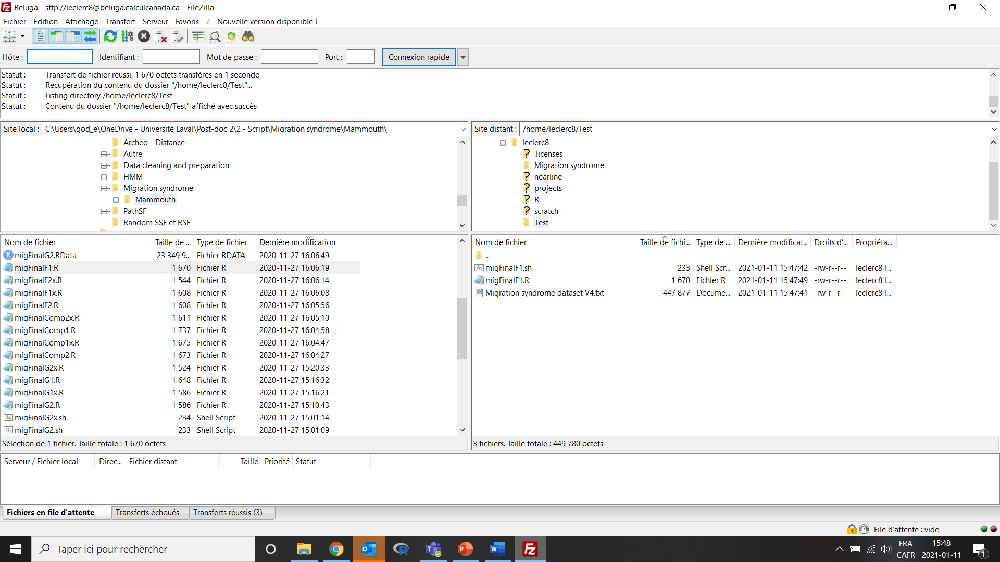 Beluga - sftp://leclerc8@beluga.calculcanada.ca - FileZilla
Fichier Édition Affichage Transfert Serveur Favoris ? Nouvelle version disponible !
Hôte : Identifiant : Mot de passe : Port : Connexion rapide
Statut : Transfert de fichier réussi, 1 670 octets transférés en 1 seconde
Statut : Récupération du contenu du dossier "/home/leclerc8/Test"...
Statut : Listing directory /home/leclerc8/Test
Statut : Contenu du dossier "/home/leclerc8/Test" affiché avec succès
Site local : C:\Users\god_e\OneDrive - Université Laval\Post-doc 2\2 - Script\Migration syndrome\Mammouth\
Archeo - Distance
Autre
Data cleaning and preparation
HMM
Migration syndrome
Mammouth
PathSF
Random SSF et RSF
Site distant : /home/leclerc8/Test
leclerc8
.licenses
Migration syndrome
nearline
projects
R
scratch
Test
Nom de fichier Taille de ... Type de fichier Dernière modification
migFinalG2.RData 23 349 9... Fichier RDATA 2020-11-27 16:06:49
migFinalF1.R 1 670 Fichier R 2020-11-27 16:06:19
migFinalF2x.R 1 544 Fichier R 2020-11-27 16:06:14
migFinalF1x.R 1 608 Fichier R 2020-11-27 16:06:08
migFinalF2.R 1 608 Fichier R 2020-11-27 16:05:56
migFinalComp2x.R 1 611 Fichier R 2020-11-27 16:05:10
migFinalComp1.R 1 737 Fichier R 2020-11-27 16:04:58
migFinalComp1x.R 1 675 Fichier R 2020-11-27 16:04:47
migFinalComp2.R 1 673 Fichier R 2020-11-27 16:04:27
migFinalG2x.R 1 524 Fichier R 2020-11-27 15:20:33
migFinalG1.R 1 648 Fichier R 2020-11-27 15:16:32
migFinalG1x.R 1 586 Fichier R 2020-11-27 15:16:21
migFinalG2.R 1 586 Fichier R 2020-11-27 15:10:43
migFinalG2x.sh 234 Shell Script 2020-11-27 15:01:14
migFinalG2.sh 233 Shell Script 2020-11-27 15:01:09
Sélection de 1 fichier. Taille totale : 1 670 octets
Nom de fichier Taille de fichi... Type de ... Dernière modificat... Droits d'... Propriéta...
..
migFinalF1.sh 233 Shell Scr... 2021-01-11 15:47:42 -rw-r--r-- leclerc8 l...
migFinalF1.R 1 670 Fichier R 2021-01-11 15:47:49 -rw-r--r-- leclerc8 l...
Migration syndrome dataset V4.txt 447 877 Docume... 2021-01-11 15:47:41 -rw-r--r-- leclerc8 l...
3 fichiers. Taille totale : 449 780 octets
Serveur / Fichier local Direc... Fichier distant Taille Priorité Statut
Fichiers en file d'attente Transferts échoués Transferts réussis (3)
File d'attente : vide
Taper ici pour rechercher
FRA
CAFR
15:48
2021-01-11
1